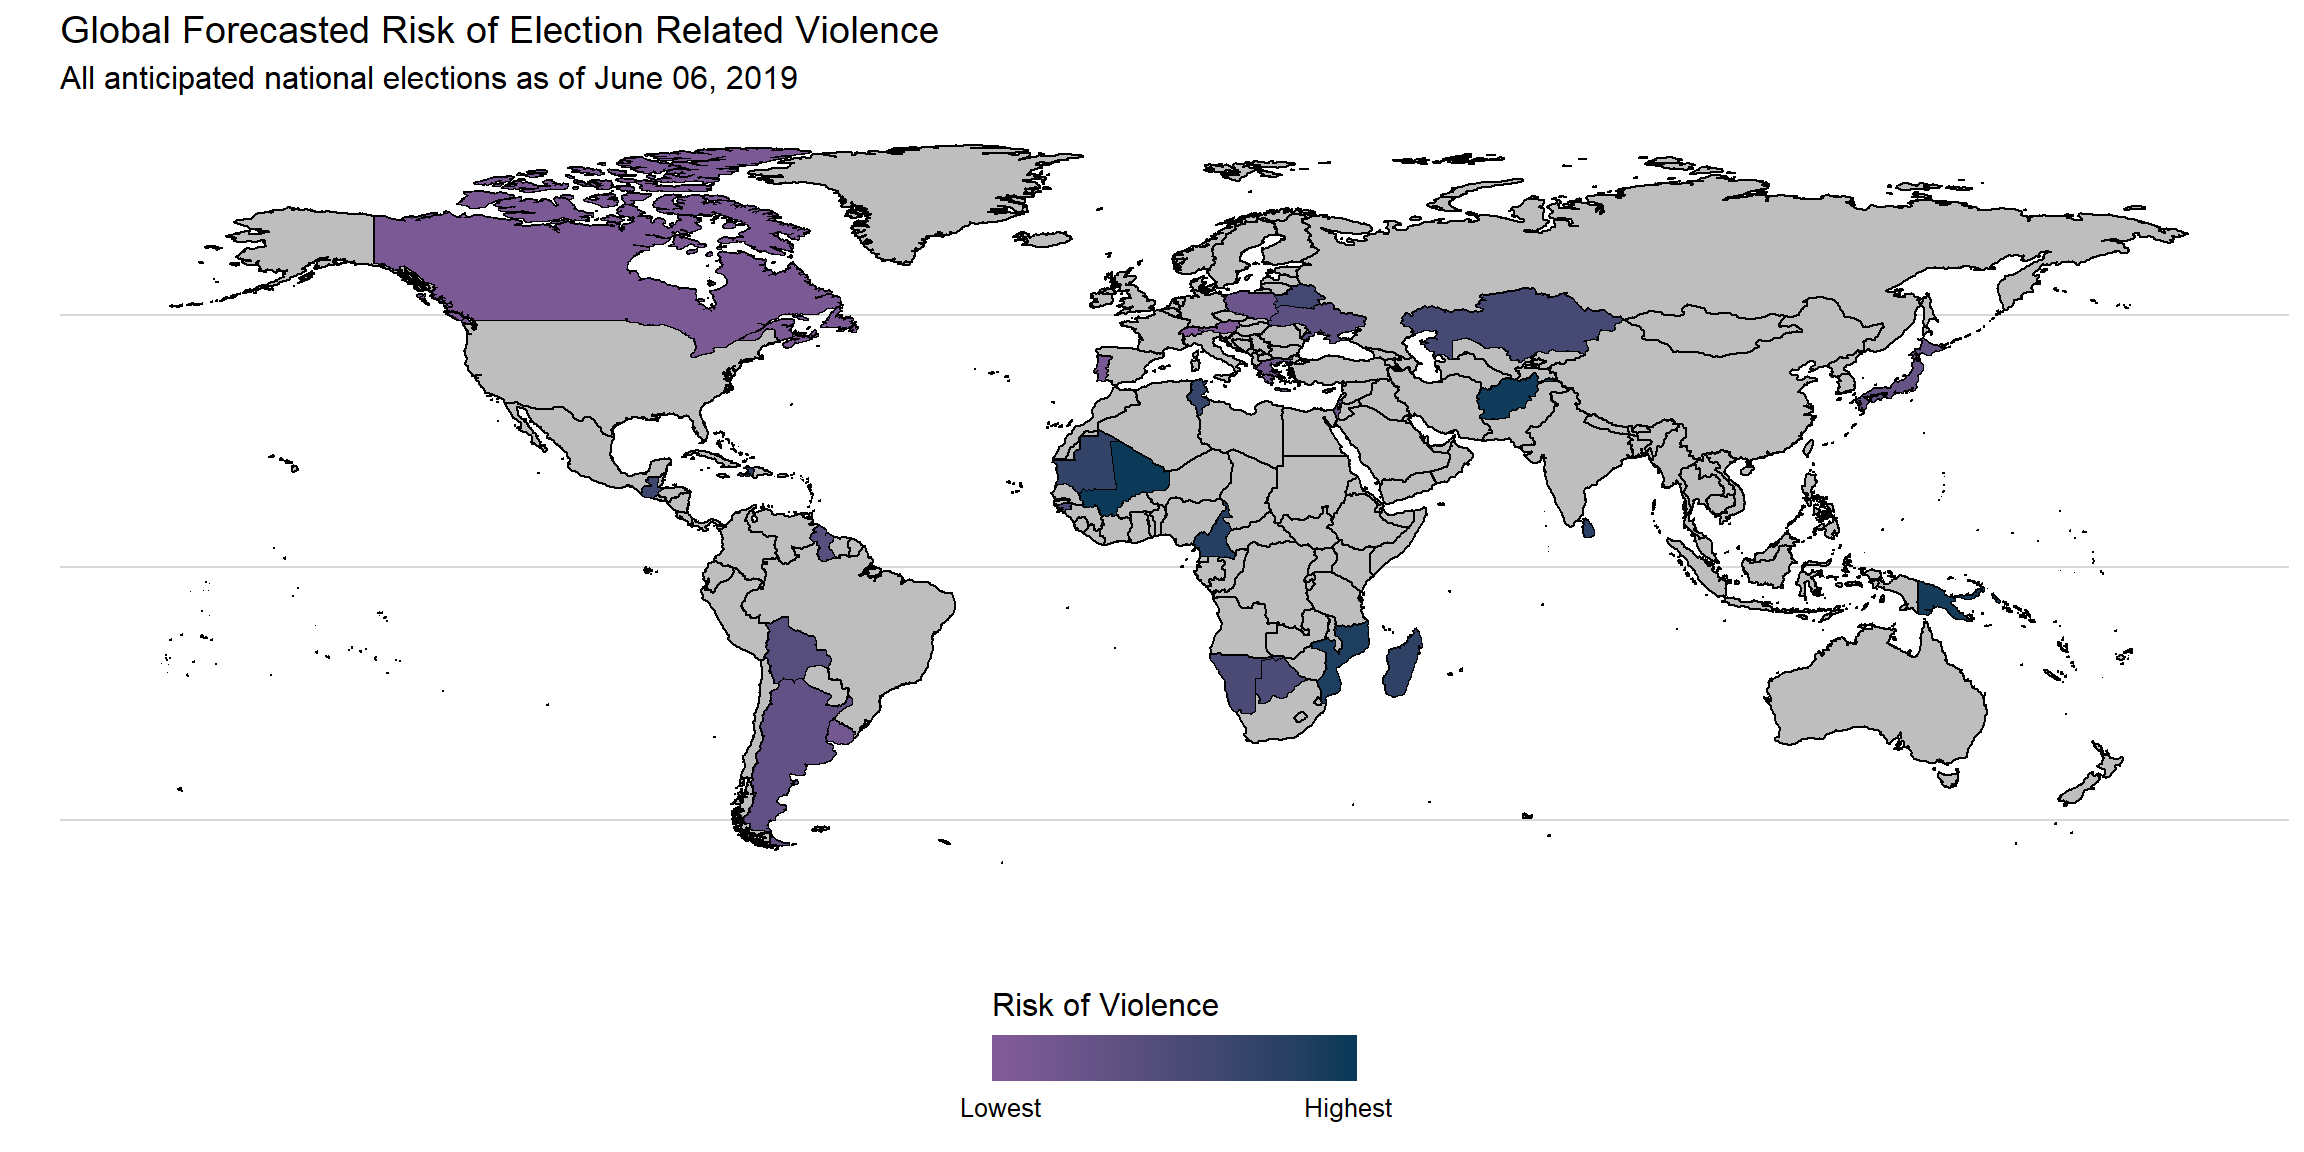 Global Forecasted Risk of Election Related Violence
All anticipated national elections as of June 06, 2019
Risk of Violence
Lowest
Highest